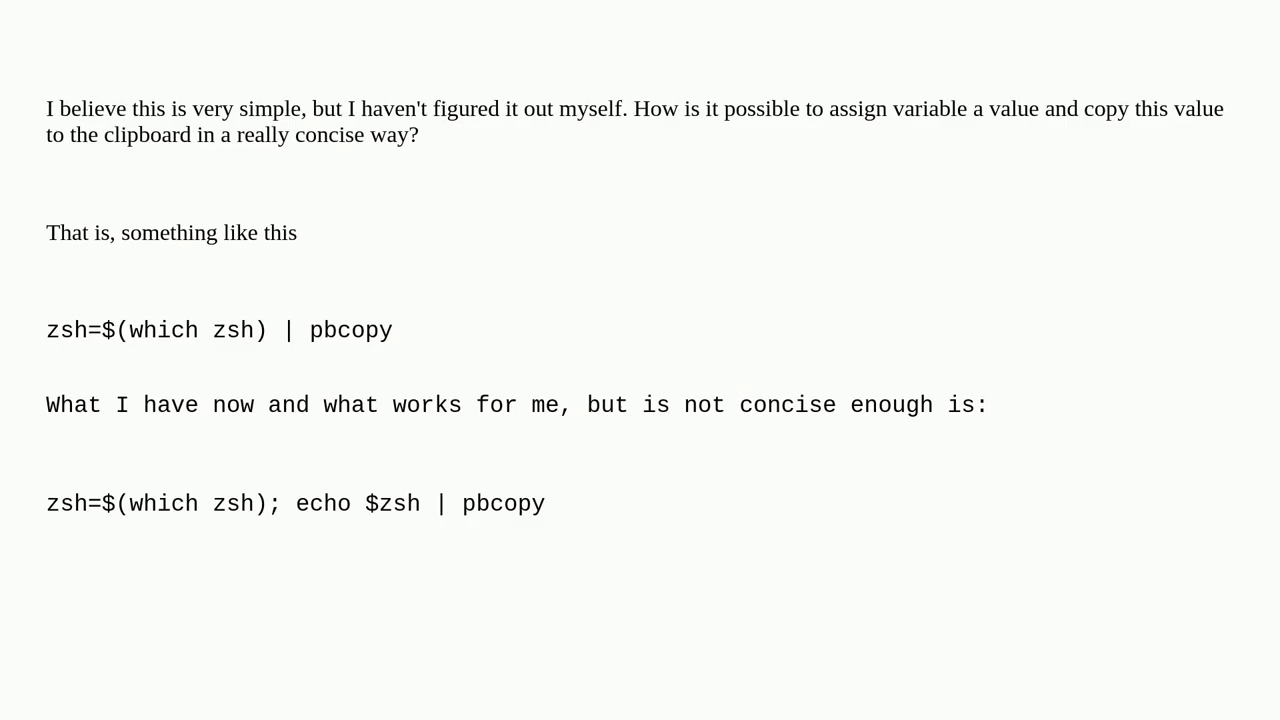 I believe this is very simple, but I haven't figured it out myself. How is it possible to assign variable a value and copy this value
to the clipboard in a really concise way?
That is, something like this
zsh=$(which zsh) | pbcopy
What I have now and what works for me, but is not concise enough is:
zsh=$(which zsh); echo $zsh | pbcopy